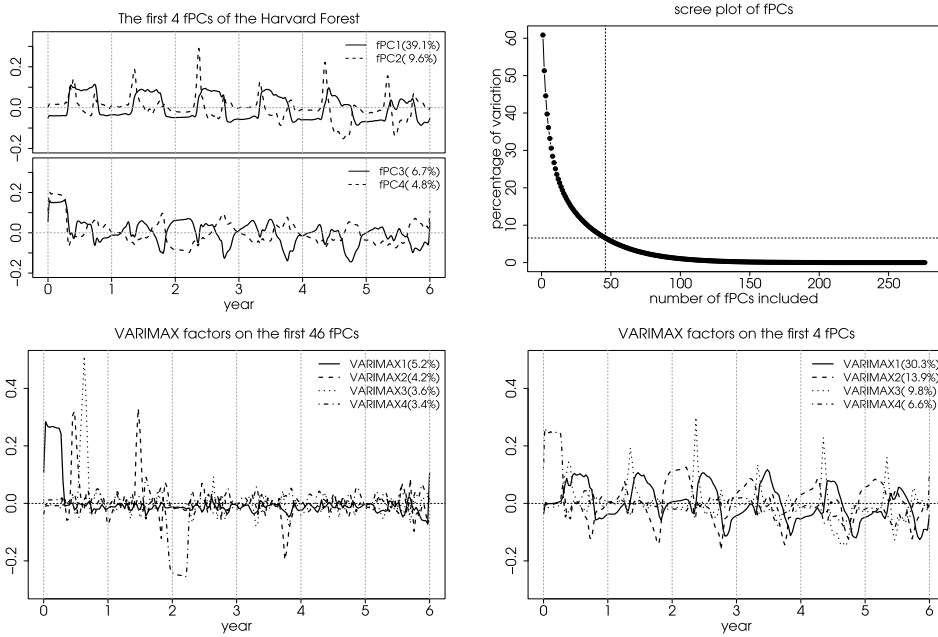 The first 4 fPCs of the Harvard Forest
fPC1(39.1%)
fPC2( 9.6%)
0.2
0.0
−0.2
fPC3( 6.7%)
fPC4( 4.8%)
0.2
0.0
−0.2
0 1 2 3 4 5 6
year
scree plot of fPCs
percentage of variation
60
50
40
30
20
10
0
0 50 100 150 200 250
number of fPCs included
VARIMAX factors on the first 46 fPCs
VARIMAX1(5.2%)
VARIMAX2(4.2%)
VARIMAX3(3.6%)
VARIMAX4(3.4%)
0.4
0.2
0.0
−0.2
0 1 2 3 4 5 6
year
VARIMAX factors on the first 4 fPCs
VARIMAX1(30.3%)
VARIMAX2(13.9%)
VARIMAX3( 9.8%)
VARIMAX4( 6.6%)
0.4
0.2
0.0
−0.2
0 1 2 3 4 5 6
year